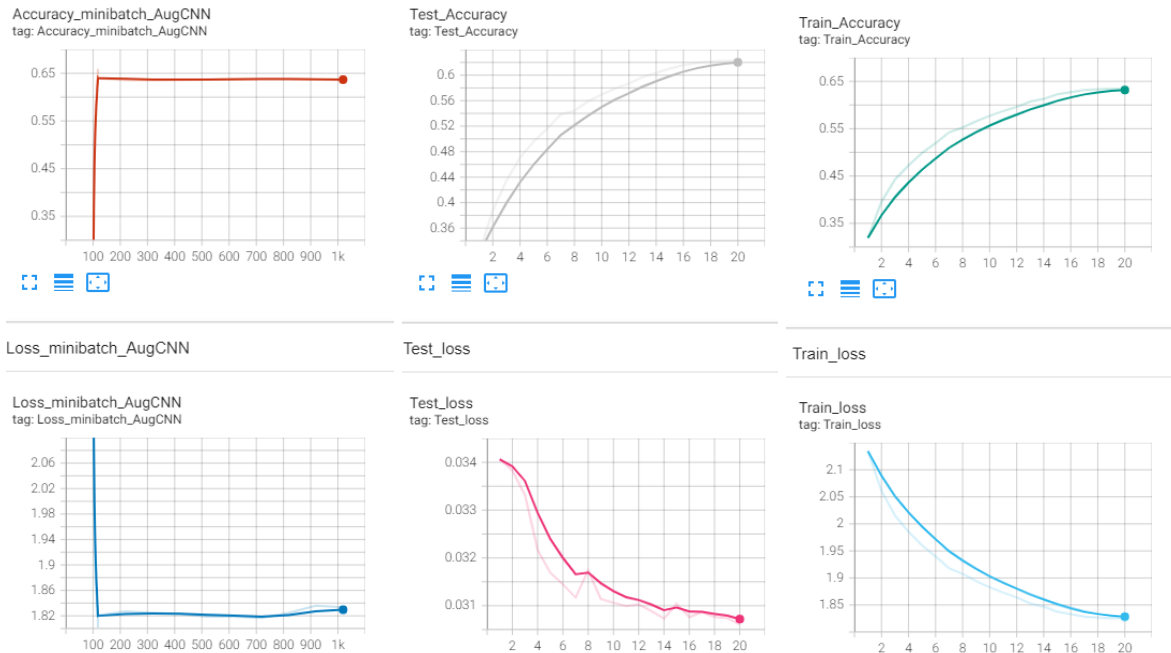 Accuracy_minibatch_AugCNN
tag: Accuracy_minibatch_AugCNN
0.65
0.55
0.45
0.35
100 200 300 400 500 600 700 800 900 1k
Test_Accuracy
tag: Test_Accuracy
0.6
0.56
0.52
0.48
0.44
0.4
0.36
2 4 6 8 10 12 14 16 18 20
Train_Accuracy
tag: Train_Accuracy
0.65
0.55
0.45
0.35
2 4 6 8 10 12 14 16 18 20
Loss_minibatch_AugCNN
Test_loss
Train_loss
Loss_minibatch_AugCNN
tag: Loss_minibatch_AugCNN
2.06
2.02
1.98
1.94
1.9
1.86
1.82
100 200 300 400 500 600 700 800 900 1k
Test_loss
tag: Test_loss
0.034
0.033
0.032
0.031
2 4 6 8 10 12 14 16 18 20
Train_loss
tag: Train_loss
2.1
2.05
2
1.95
1.9
1.85
2 4 6 8 10 12 14 16 18 20